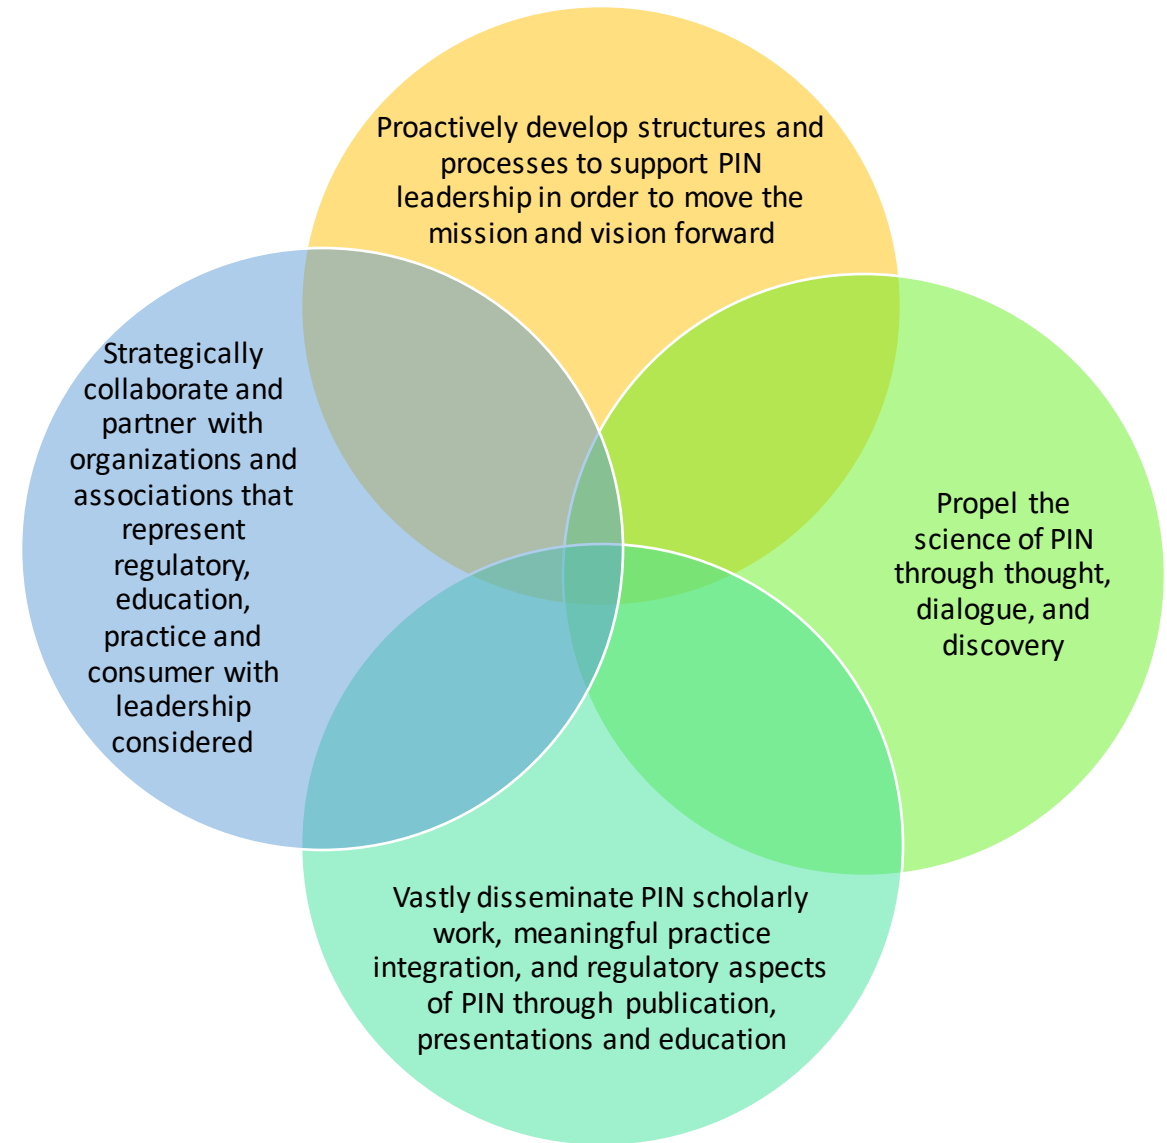 Proactively develop structures and
processes to support PIN
leadership in order to move the
mission and vision forward
Strategically
collaborate and
partner with
organizations and
associations that
represent
regulatory,
education,
practice and
consumer with
leadership
considered
Propel the
science of PIN
through thought,
dialogue, and
discovery
Vastly disseminate PIN scholarly
work, meaningful practice
integration, and regulatory aspects
of PIN through publication,
presentations and education